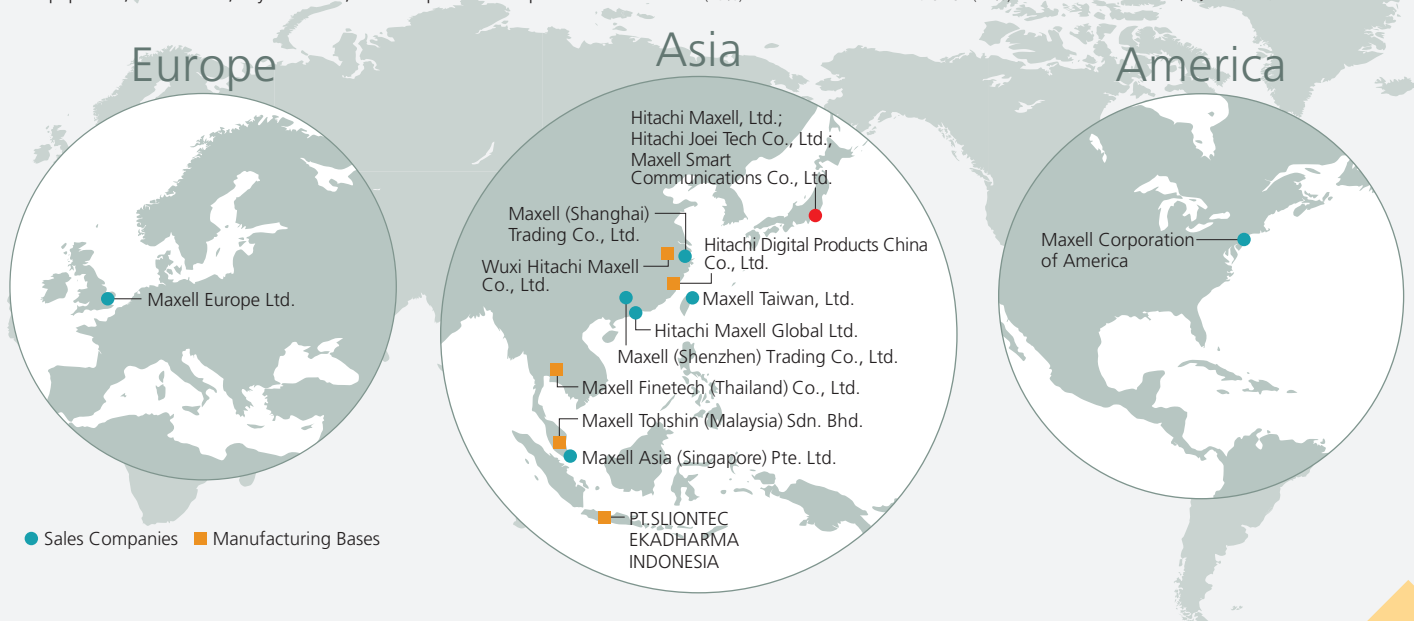 Europe
Asia
America
Hitachi Maxell, Ltd.;
Hitachi Joei Tech Co., Ltd.;
Maxell Smart
Communications Co., Ltd.
Maxell (Shanghai)
Trading Co., Ltd.
Hitachi Digital Products China
Co., Ltd.
Wuxi Hitachi Maxell
Co., Ltd.
Maxell Taiwan, Ltd.
Hitachi Maxell Global Ltd.
Maxell (Shenzhen) Trading Co., Ltd.
Maxell Finetech (Thailand) Co., Ltd.
Maxell Tohshin (Malaysia) Sdn. Bhd.
Maxell Asia (Singapore) Pte. Ltd.
PT.SLIONTEC
EKADHARMA
INDONESIA
Maxell Europe Ltd.
Maxell Corporation
of America
Sales Companies
Manufacturing Bases